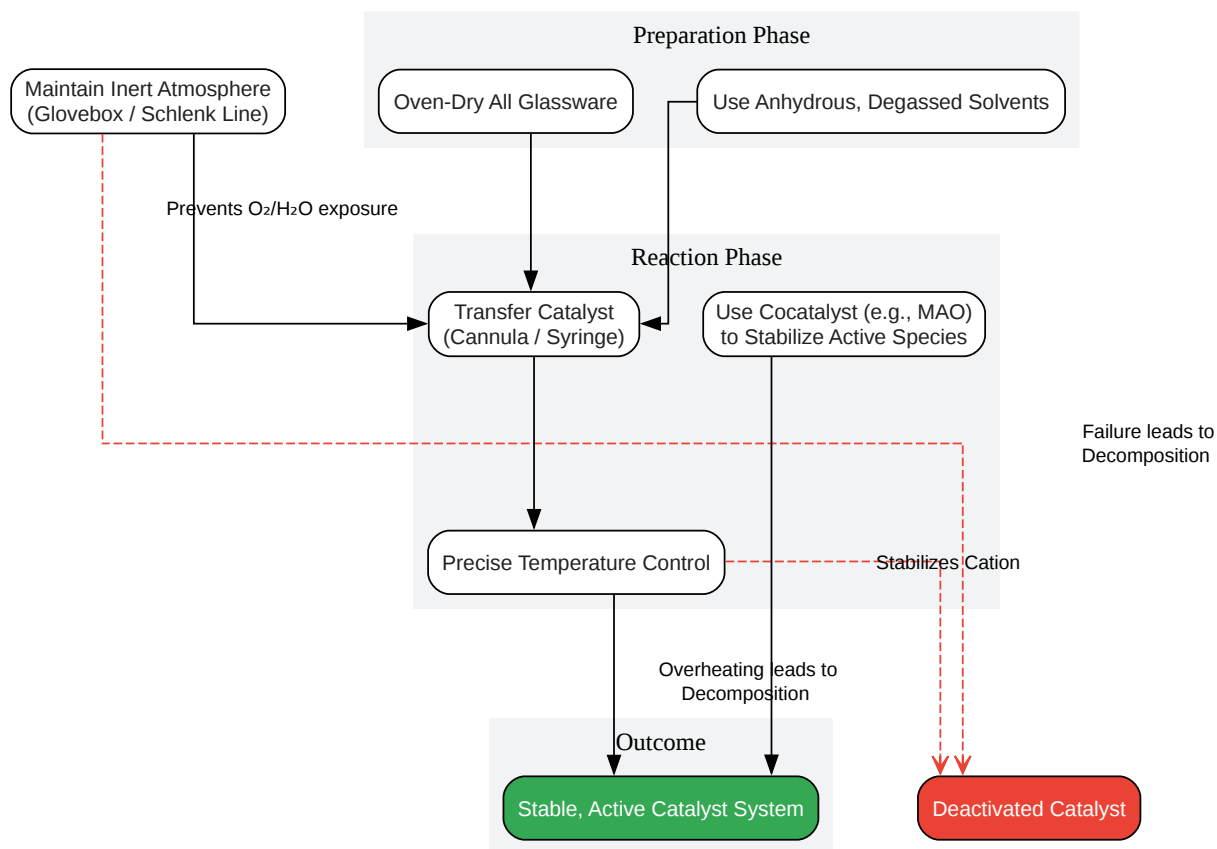 Preparation Phase
Maintain Inert Atmosphere
(Glovebox / Schlenk Line)
Oven-Dry All Glassware
Use Anhydrous, Degassed Solvents
Prevents O₂/H₂O exposure
Reaction Phase
Transfer Catalyst
(Cannula / Syringe)
Use Cocatalyst (e.g., MAO)
to Stabilize Active Species
Failure leads to
Decomposition
Precise Temperature Control
Stabilizes Cation
Overheating leads to
Decomposition
Outcome
Stable, Active Catalyst System
Deactivated Catalyst